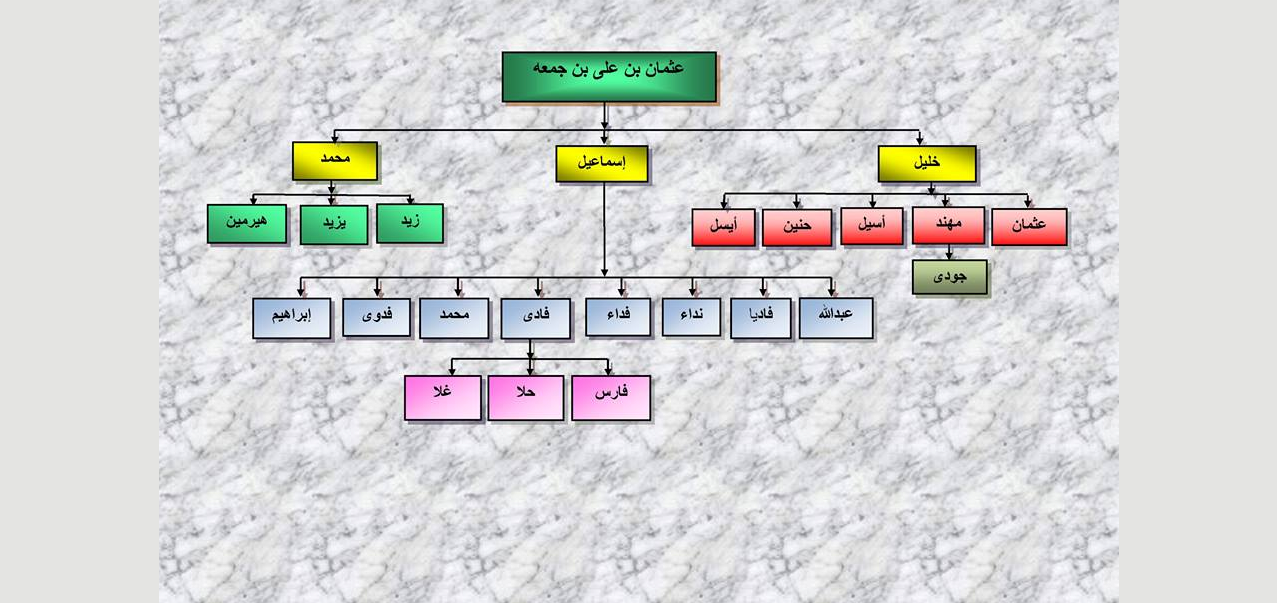 عثمان بن على بن جمعه
خليل
إسماعيل
محمد
عثمان
مهند
أسيل
حنين
أيسل
زيد
يزيد
هيرمين
جودى
عبدالله
فاديا
نداء
فداء
فادى
محمد
فدوى
إبراهيم
فارس
حلا
غلا